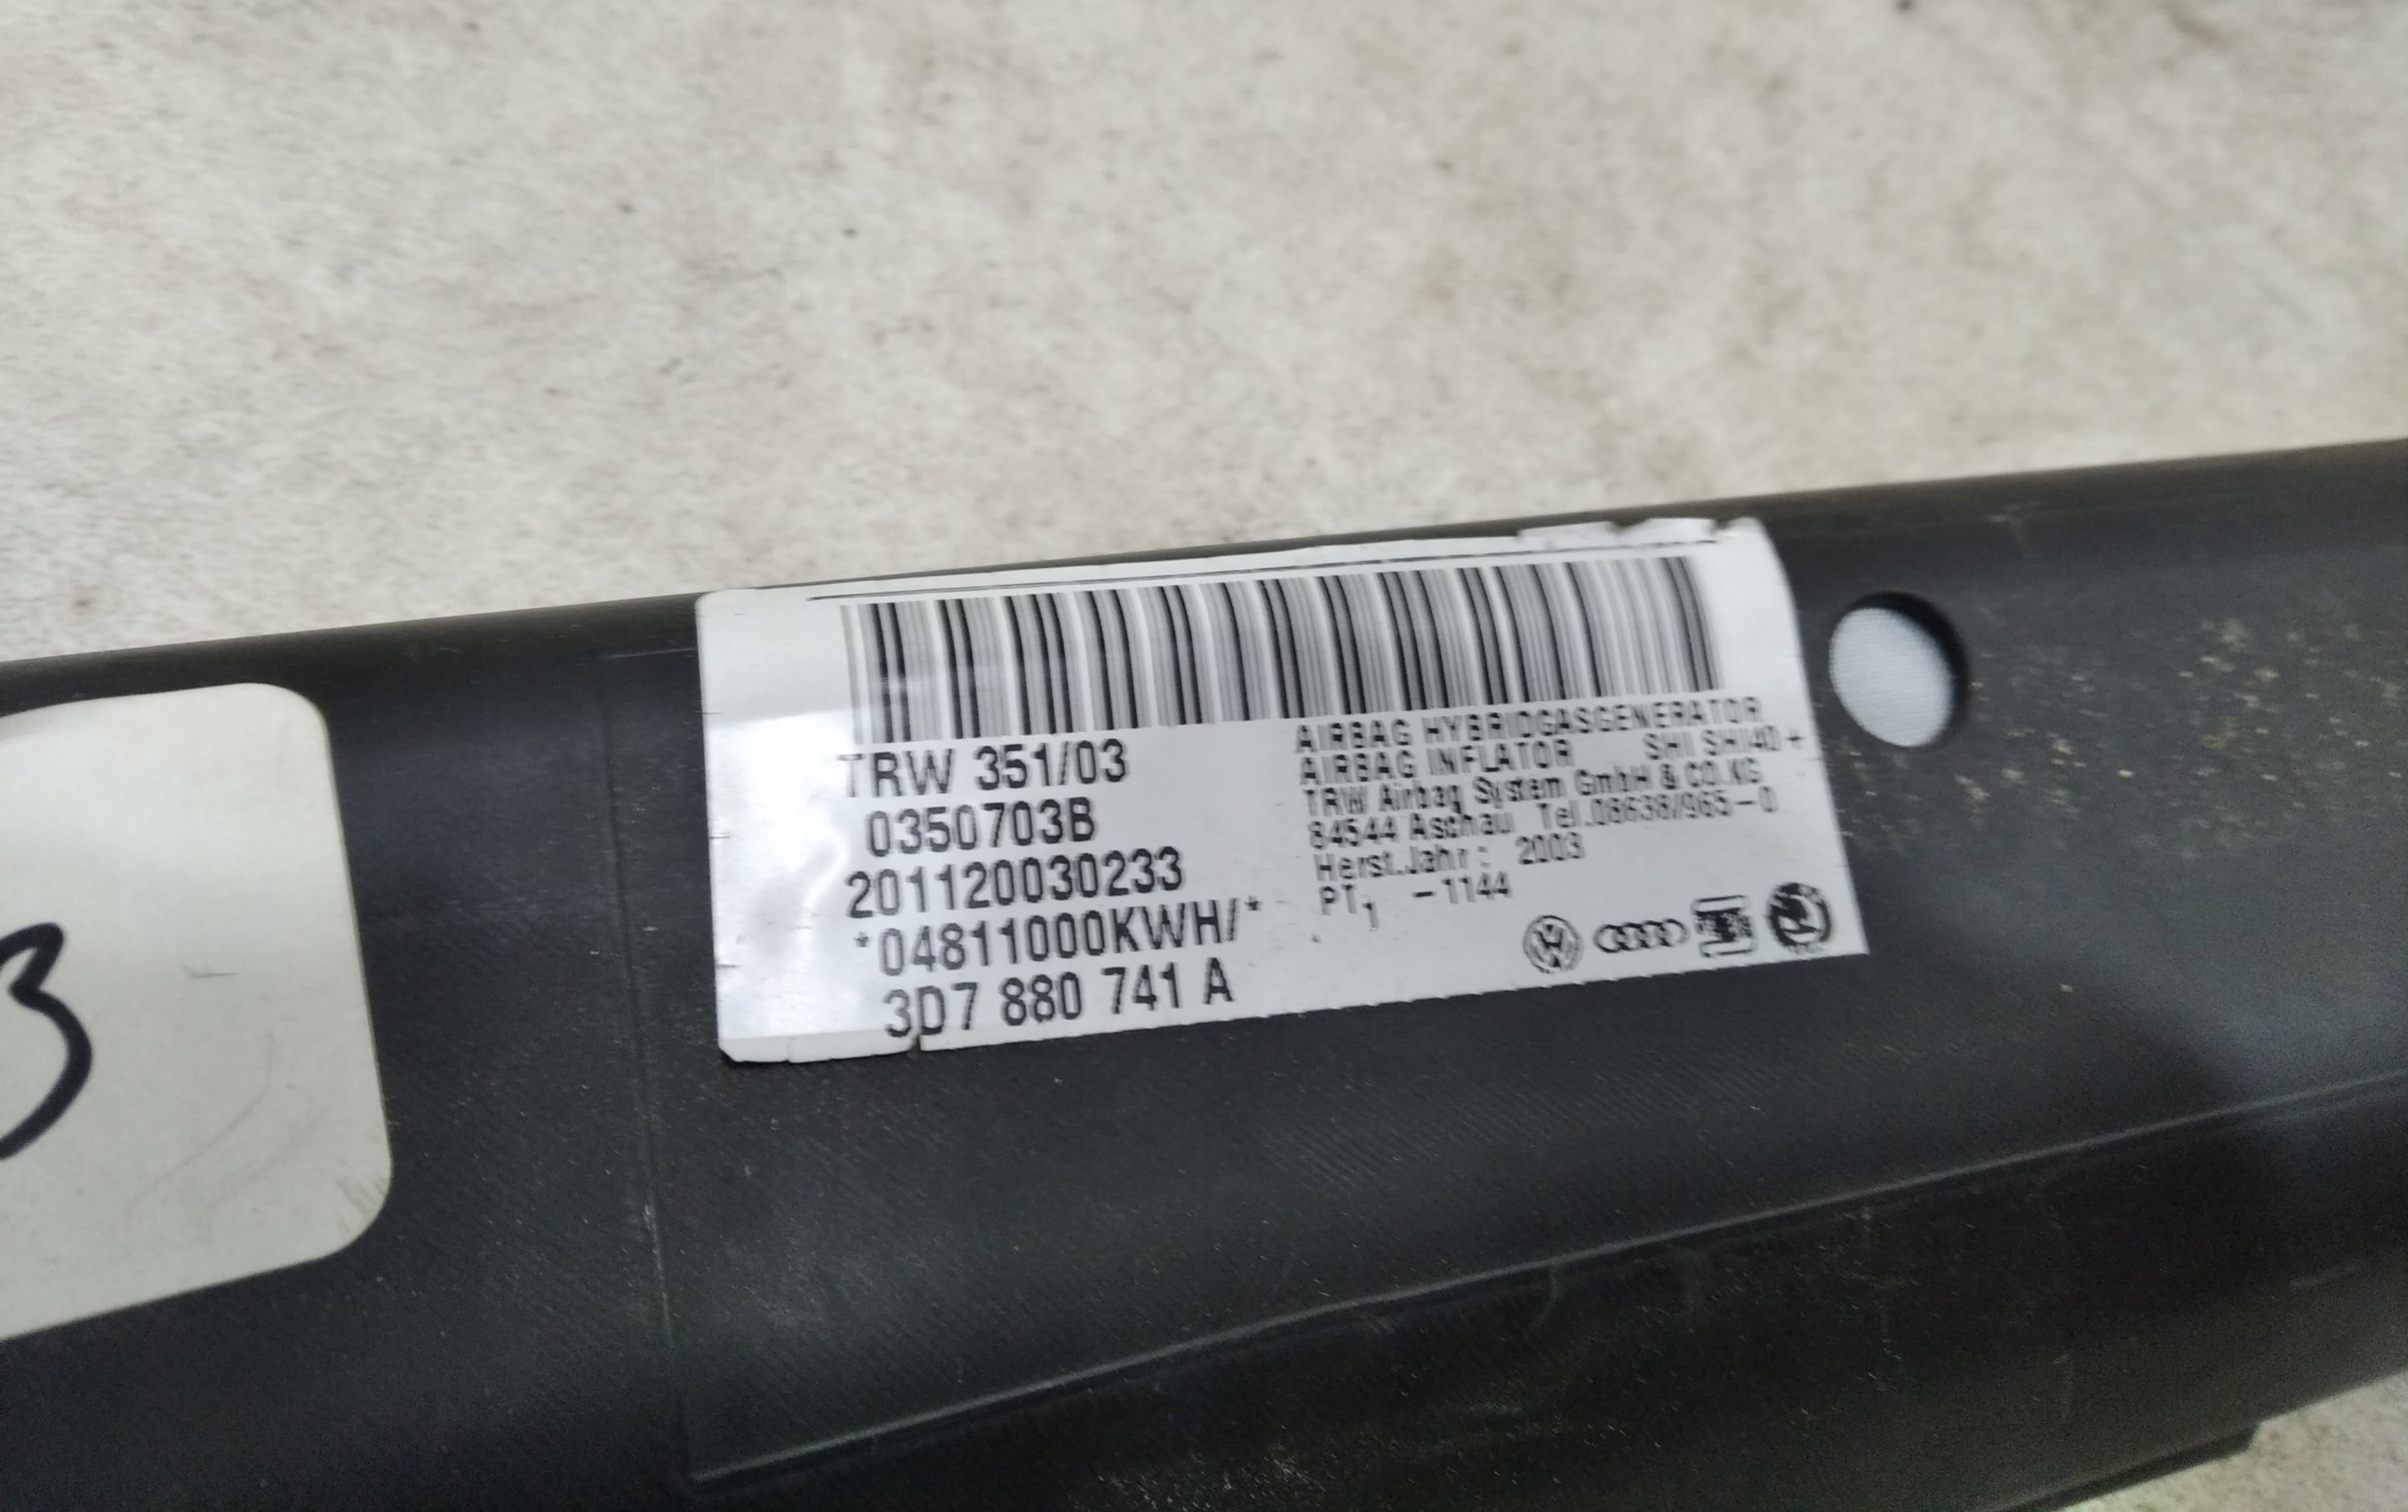 TRW 351/03
0350703B
201120030233
*04811000KWH/*
3D7 880 741 A
AIRBAG HYBRIDGASGENERATOR
AIRBAG INFLATOR SHI SHI40+
TRW Airbag System GmbH & CO.KG
84544 Aschau Tel.08638/965-0
Herst.Jahr: 2003
PT1 -1144
3